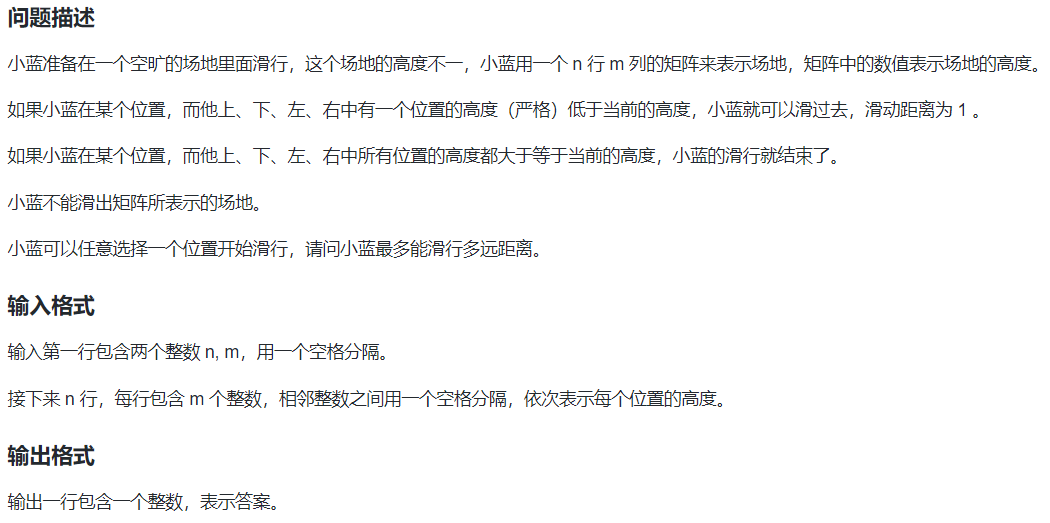 问题描述
小蓝准备在一个空旷的场地里面滑行，这个场地的高度不一，小蓝用一个 n 行 m 列的矩阵来表示场地，矩阵中的数值表示场地的高度。
如果小蓝在某个位置，而他上、下、左、右中有一个位置的高度（严格）低于当前的高度，小蓝就可以滑过去，滑动距离为 1 。
如果小蓝在某个位置，而他上、下、左、右中所有位置的高度都大于等于当前的高度，小蓝的滑行就结束了。
小蓝不能滑出矩阵所表示的场地。
小蓝可以任意选择一个位置开始滑行，请问小蓝最多能滑行多远距离。
输入格式
输入第一行包含两个整数 n, m，用一个空格分隔。
接下来 n 行，每行包含 m 个整数，相邻整数之间用一个空格分隔，依次表示每个位置的高度。
输出格式
输出一行包含一个整数，表示答案。